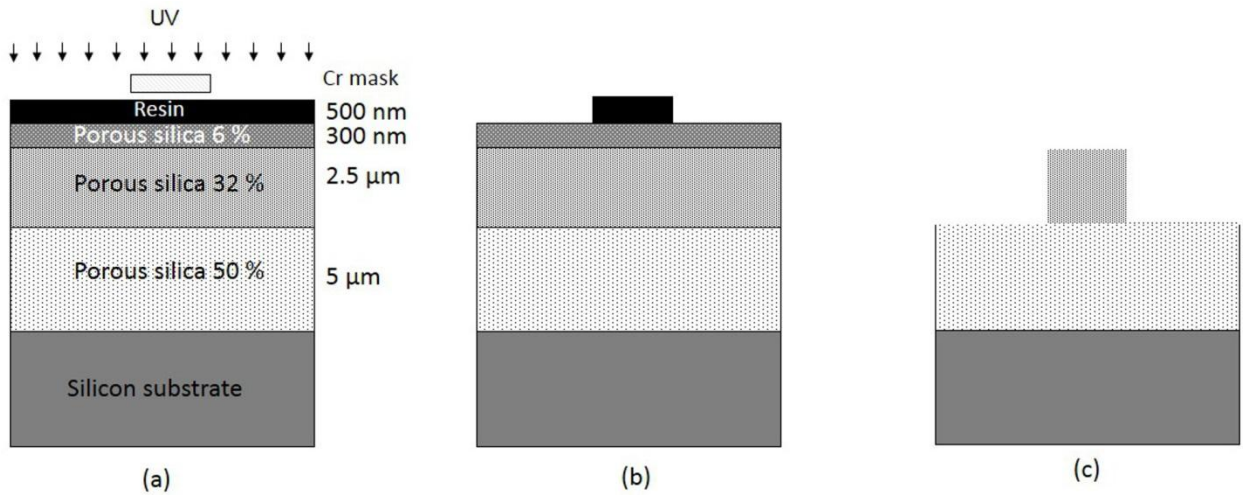 UV
Cr mask
Resin
500 nm
Porous silica 6 %
300 nm
Porous silica 32 %
2.5 µm
Porous silica 50 %
5 µm
Silicon substrate
(a)
(b)
(c)